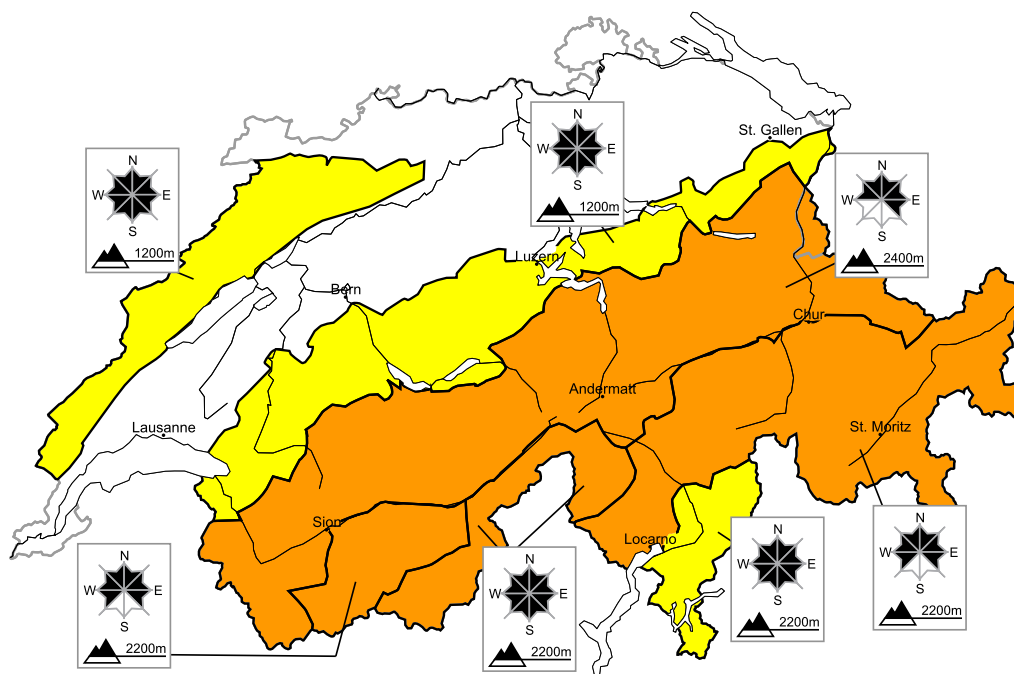 N
W E
S
1200m
N
W E
S
1200m
St. Gallen
N
W E
S
2400m
Luzern
Bern
Chur
Andermatt
Lausanne
St. Moritz
Sion
Locarno
N
W E
S
2200m
N
W E
S
2200m
N
W E
S
2200m
N
W E
S
2200m